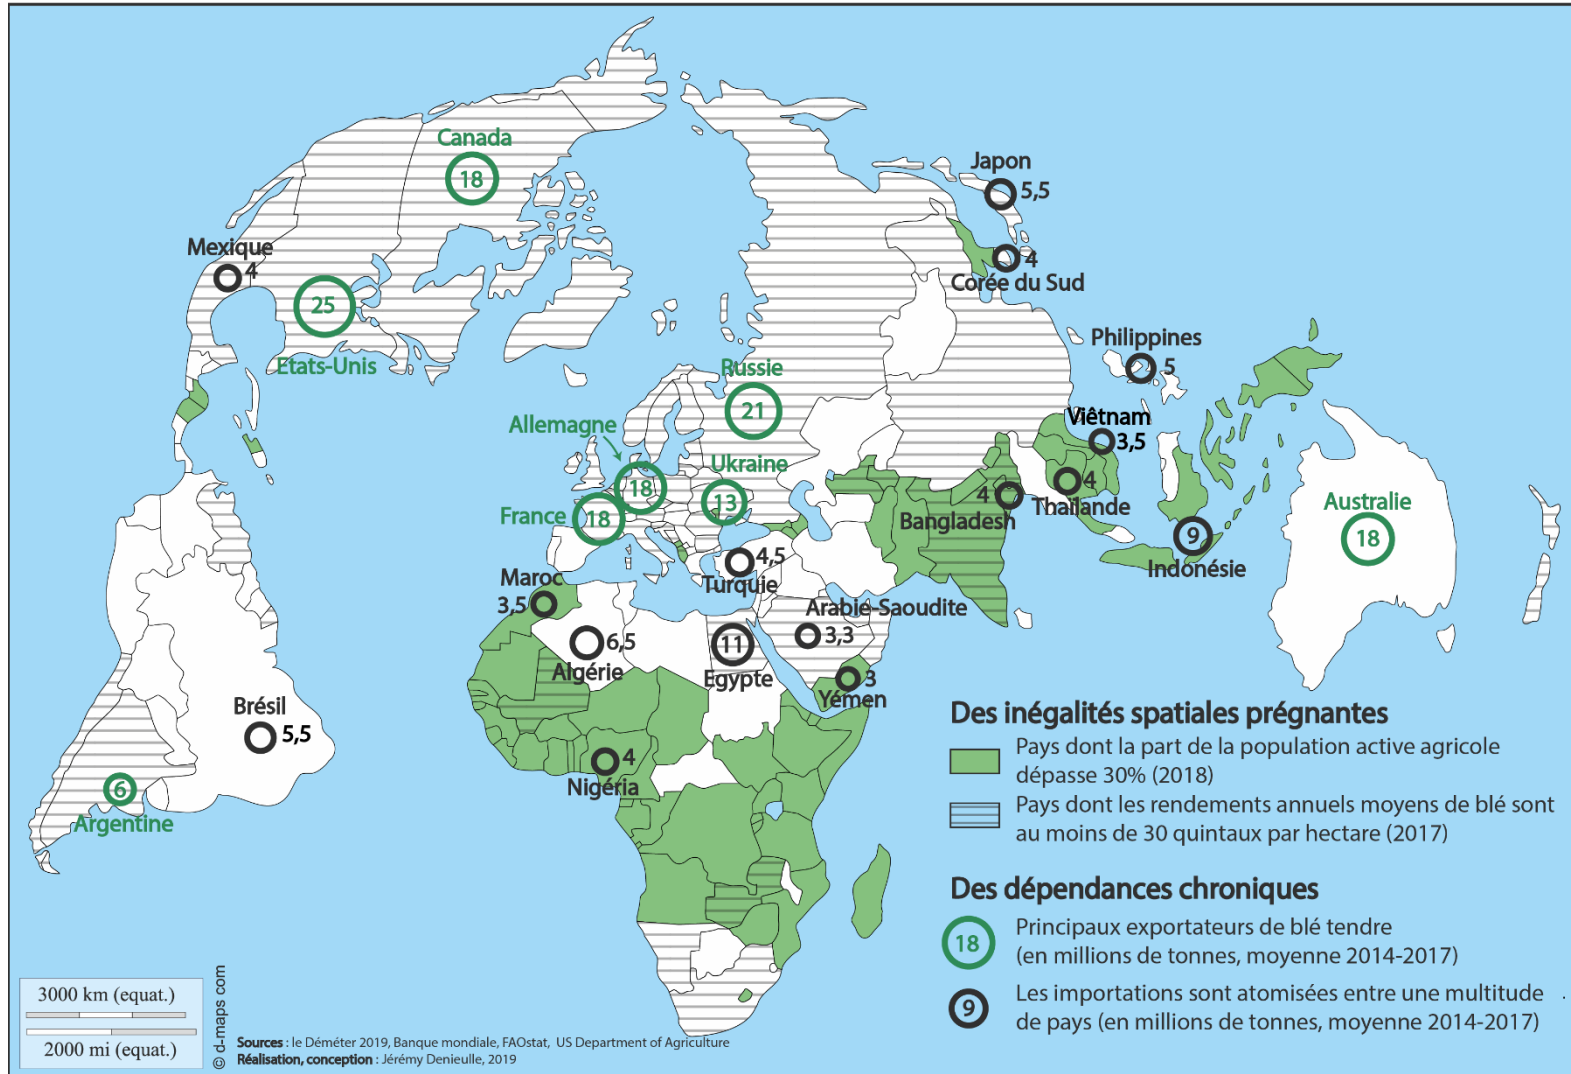 Canada
18
Japon
5,5
Mexique
4
4
Corée du Sud
25
Etats-Unis
Philippines
5
Russie
21
Allemagne
Viêtnam
3,5
Ukraine
18
13
France
18
4
Bangladesh
4
Thaïlande
Australie
18
9
Indonésie
4,5
Turquie
Maroc
3,5
Arabie-Saoudite
3,3
6,5
Algérie
11
Egypte
3
Yémen
Brésil
5,5
4
Nigéria
6
Argentine
Des inégalités spatiales prégnantes
Pays dont la part de la population active agricole
dépasse 30% (2018)
Pays dont les rendements annuels moyens de blé sont
au moins de 30 quintaux par hectare (2017)
Des dépendances chroniques
18
Principaux exportateurs de blé tendre
(en millions de tonnes, moyenne 2014-2017)
9
Les importations sont atomisées entre une multitude
de pays (en millions de tonnes, moyenne 2014-2017)
3000 km (equat.)
2000 mi (equat.)
© d-maps com
Sources : le Déméter 2019, Banque mondiale, FAOstat, US Department of Agriculture
Réalisation, conception : Jérémy Denieulle, 2019